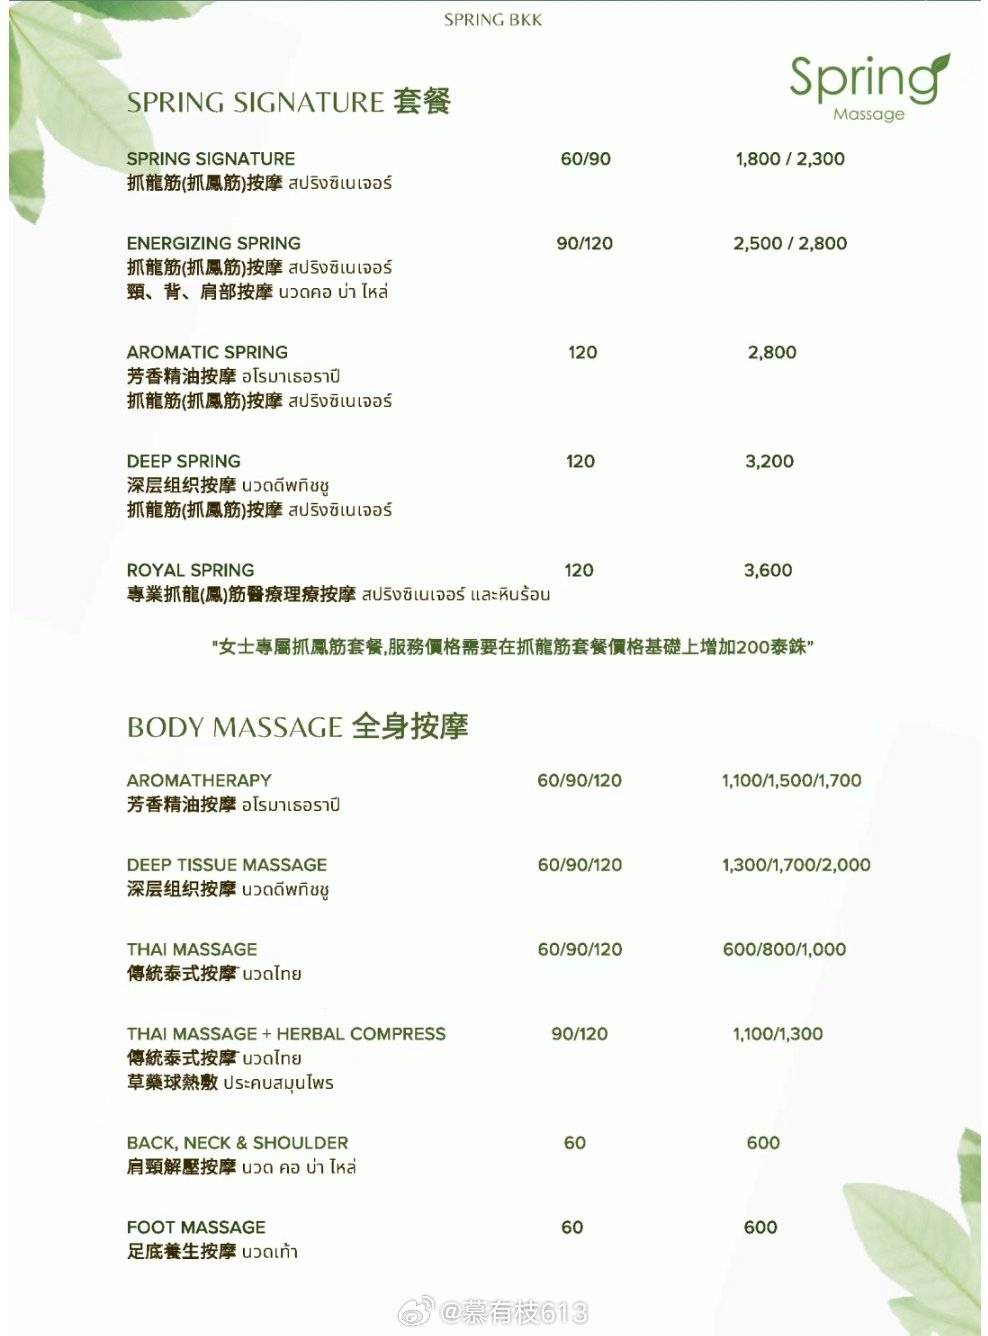 SPRING BKK
Spring
Massage
SPRING SIGNATURE 套餐
SPRING SIGNATURE 60/90 1,800 / 2,300
抓龍筋(抓鳳筋)按摩 สปริงซิเนเจอร์
ENERGIZING SPRING 90/120 2,500 / 2,800
抓龍筋(抓鳳筋)按摩 สปริงซิเนเจอร์
頸、背、肩部按摩 นวดคอ บ่า ไหล่
AROMATIC SPRING 120 2,800
芳香精油按摩 อโรมาเธอราปี
抓龍筋(抓鳳筋)按摩 สปริงซิเนเจอร์
DEEP SPRING 120 3,200
深层组织按摩 นวดดีพทิชชู
抓龍筋(抓鳳筋)按摩 สปริงซิเนเจอร์
ROYAL SPRING 120 3,600
專業抓龍(鳳)筋醫療理療按摩 สปริงซิเนเจอร์ และหินร้อน
"女士專屬抓鳳筋套餐,服務價格需要在抓龍筋套餐價格基礎上增加200泰銖"
BODY MASSAGE 全身按摩
AROMATHERAPY 60/90/120 1,100/1,500/1,700
芳香精油按摩 อโรมาเธอราปี
DEEP TISSUE MASSAGE 60/90/120 1,300/1,700/2,000
深层组织按摩 นวดดีพทิชชู
THAI MASSAGE 60/90/120 600/800/1,000
傳統泰式按摩 นวดไทย
THAI MASSAGE + HERBAL COMPRESS 90/120 1,100/1,300
傳統泰式按摩 นวดไทย
草藥球熱敷 ประคบสมุนไพร
BACK, NECK & SHOULDER 60 600
肩頸解壓按摩 นวด คอ บ่า ไหล่
FOOT MASSAGE 60 600
足底養生按摩 นวดเท้า
@慕有枝613